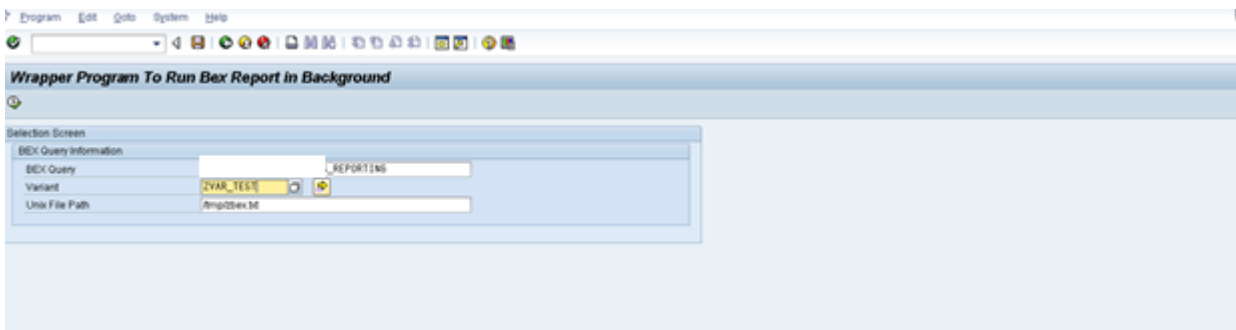 Program Edit Goto System Help
Wrapper Program To Run Bex Report in Background
Selection Screen
BEX Query Information
BEX Query _REPORTING
Variant ZVAR_TEST
Unix File Path /tmp/zbex.txt